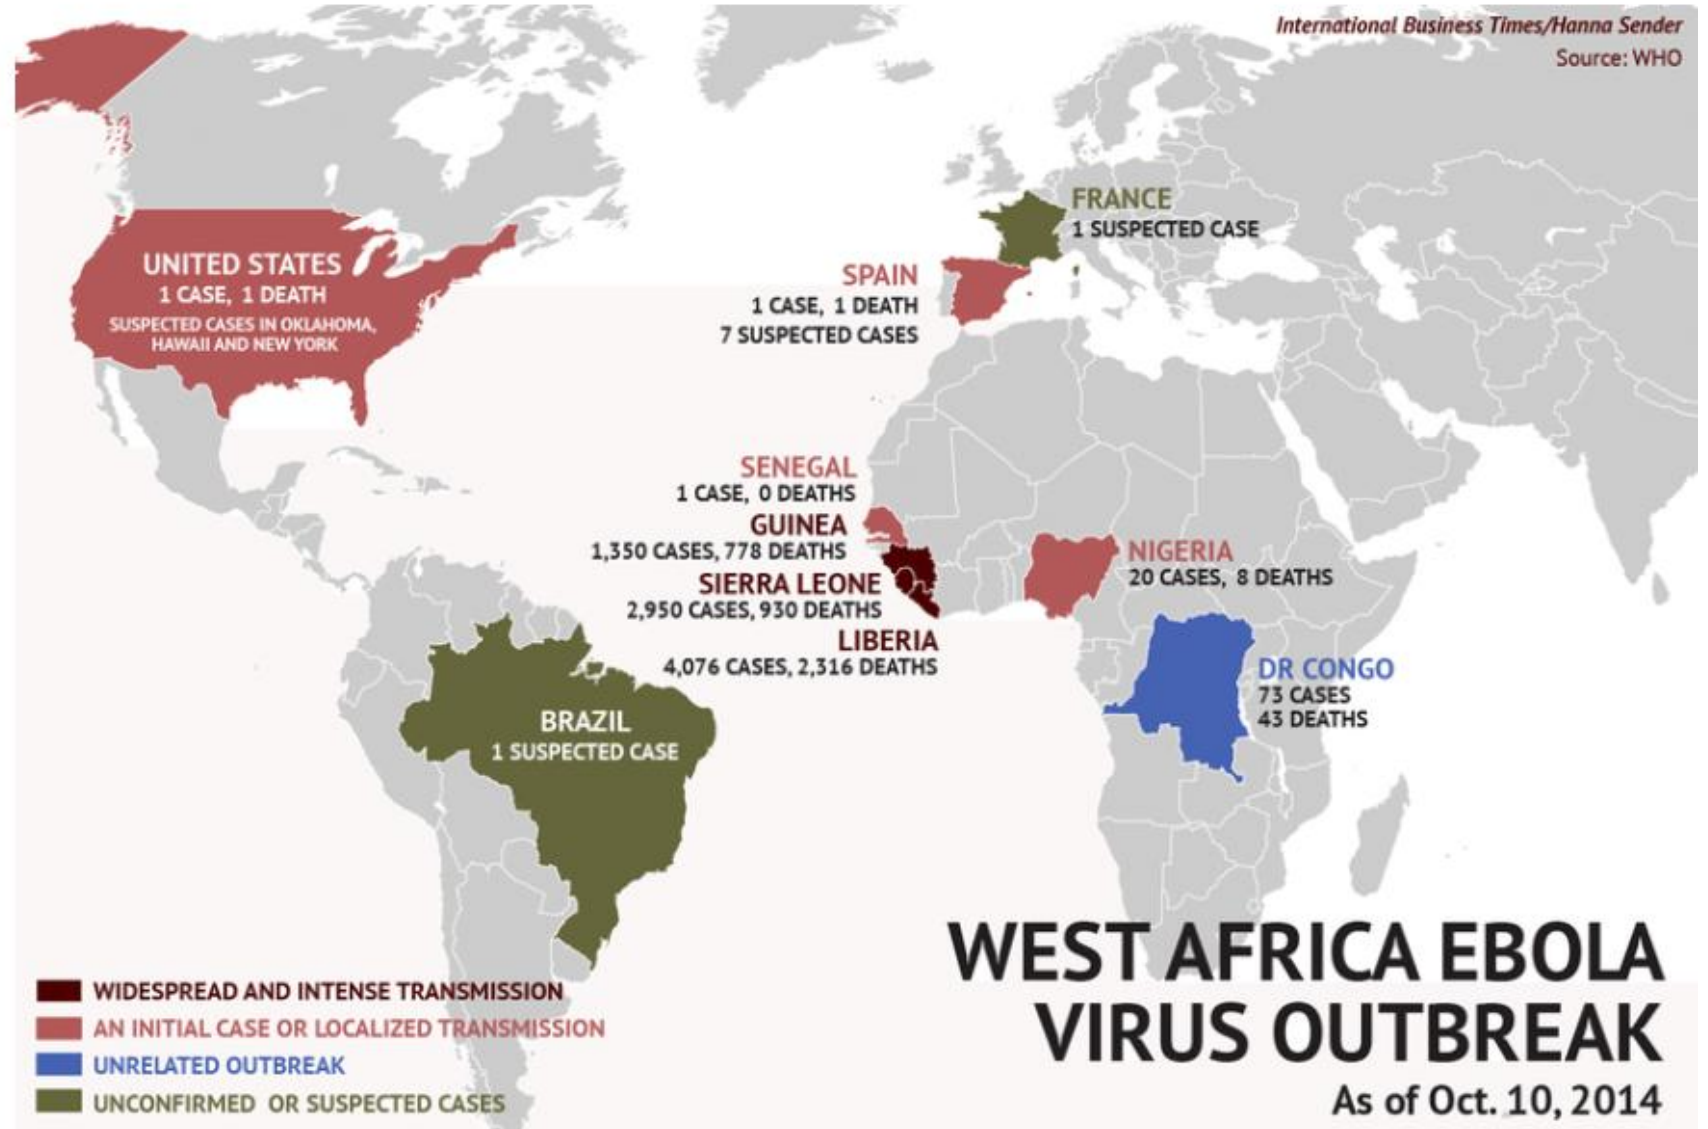 International Business Times/Hanna Sender
Source: WHO
UNITED STATES
1 CASE, 1 DEATH
SUSPECTED CASES IN OKLAHOMA,
HAWAII AND NEW YORK
FRANCE
1 SUSPECTED CASE
SPAIN
1 CASE, 1 DEATH
7 SUSPECTED CASES
SENEGAL
1 CASE, 0 DEATHS
GUINEA
1,350 CASES, 778 DEATHS
SIERRA LEONE
2,950 CASES, 930 DEATHS
LIBERIA
4,076 CASES, 2,316 DEATHS
NIGERIA
20 CASES, 8 DEATHS
DR CONGO
73 CASES
43 DEATHS
BRAZIL
1 SUSPECTED CASE
WIDESPREAD AND INTENSE TRANSMISSION
AN INITIAL CASE OR LOCALIZED TRANSMISSION
UNRELATED OUTBREAK
UNCONFIRMED OR SUSPECTED CASES
WEST AFRICA EBOLA
VIRUS OUTBREAK
As of Oct. 10, 2014